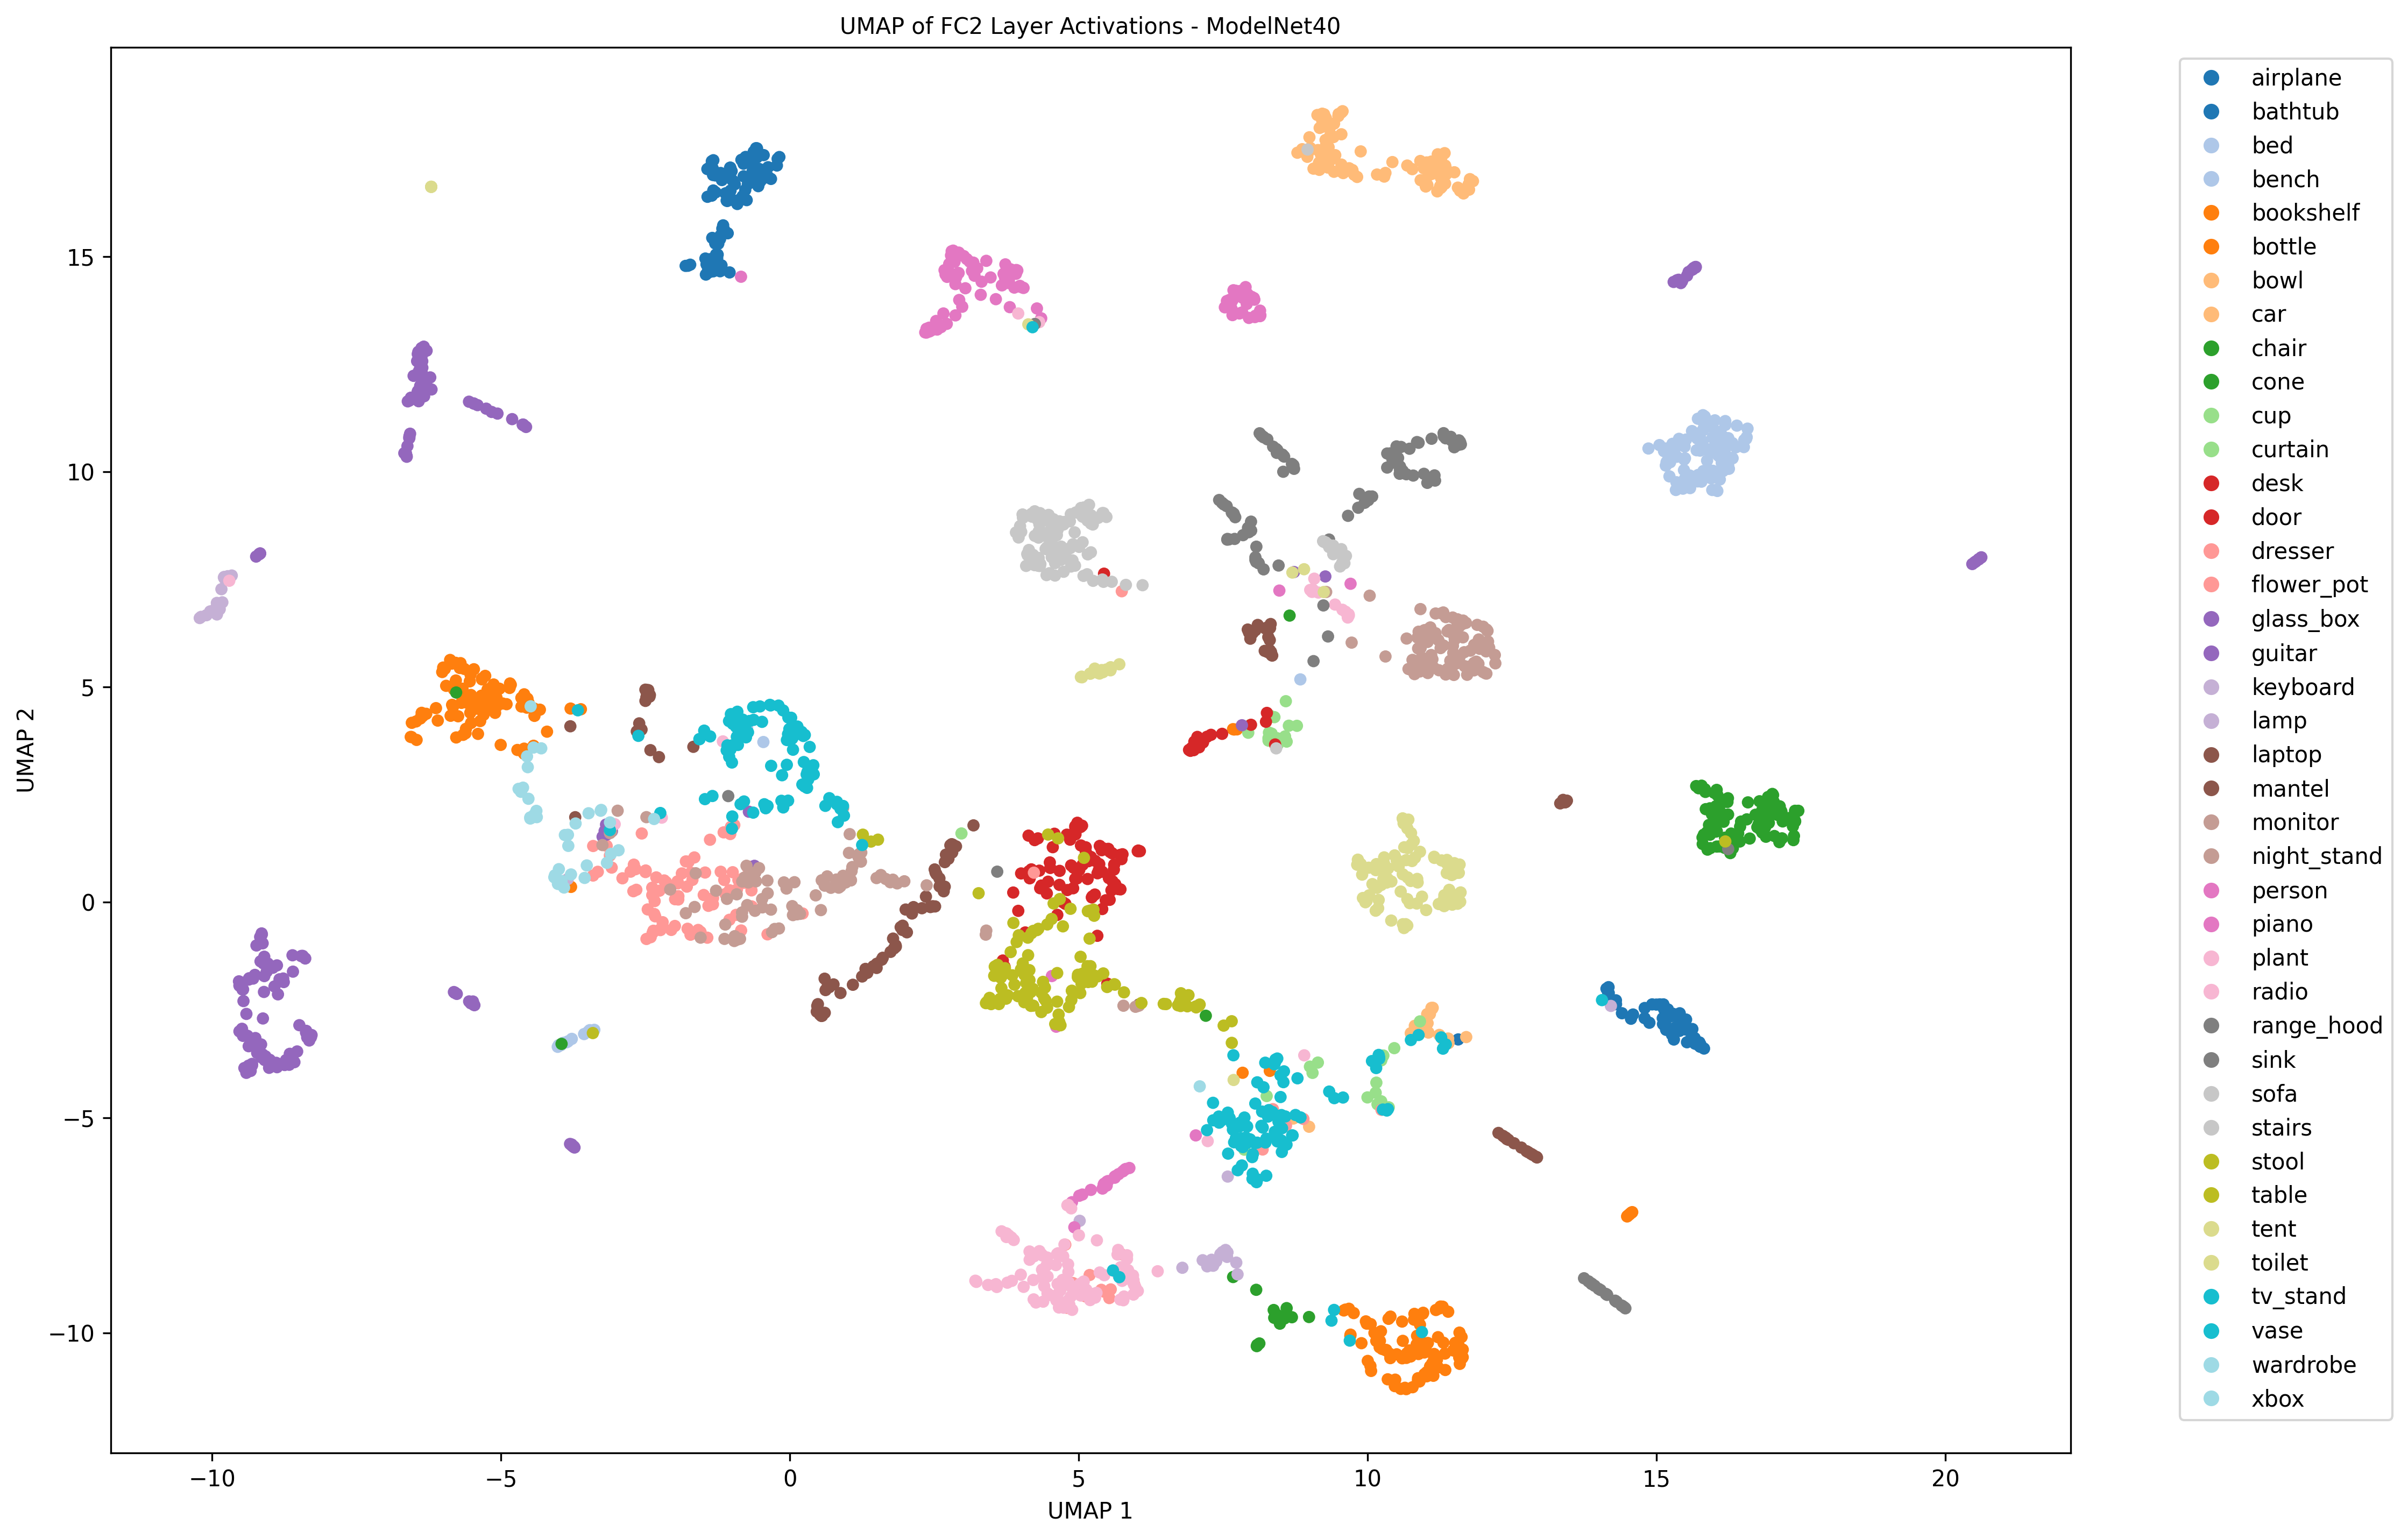 UMAP of FC2 Layer Activations - ModelNet40
15
10
5
0
−5
−10
UMAP 2
−10
−5
0
5
10
15
20
UMAP 1
airplane
bathtub
bed
bench
bookshelf
bottle
bowl
car
chair
cone
cup
curtain
desk
door
dresser
flower_pot
glass_box
guitar
keyboard
lamp
laptop
mantel
monitor
night_stand
person
piano
plant
radio
range_hood
sink
sofa
stairs
stool
table
tent
toilet
tv_stand
vase
wardrobe
xbox